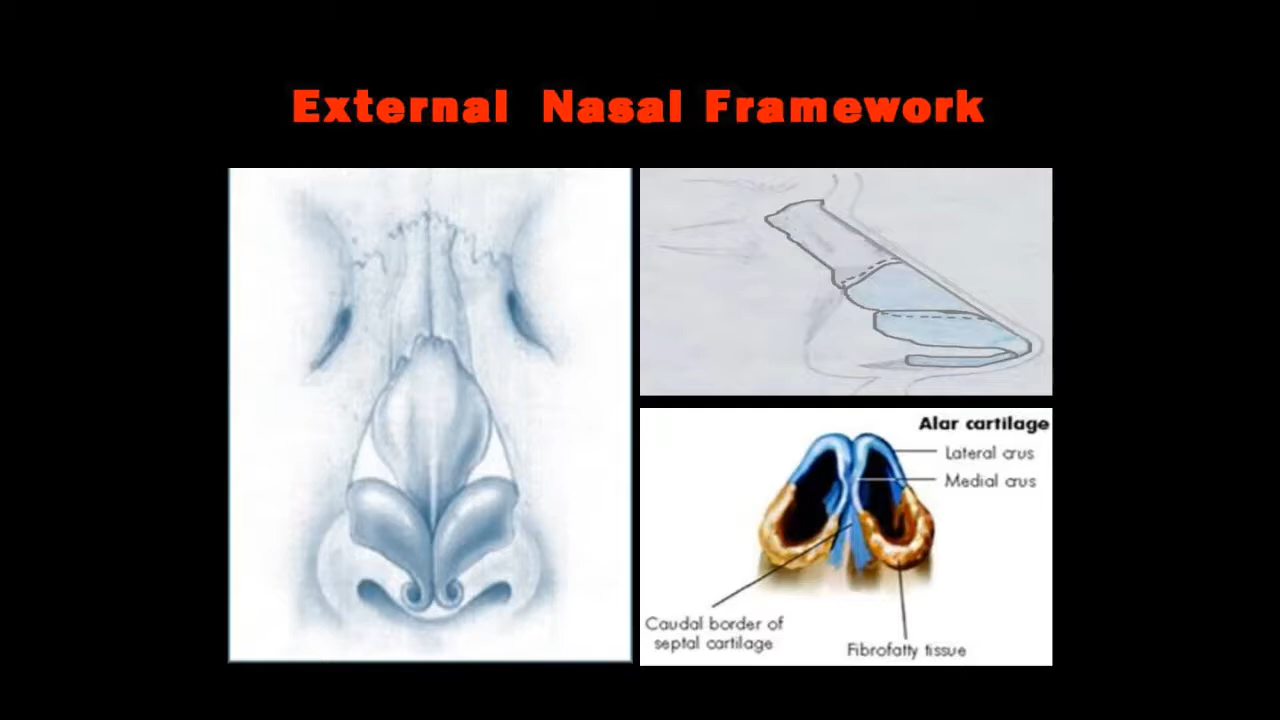 External Nasal Framework
Alar cartilage
Lateral crus
Medial crus
Caudal border of
septal cartilage
Fibrofatty tissue